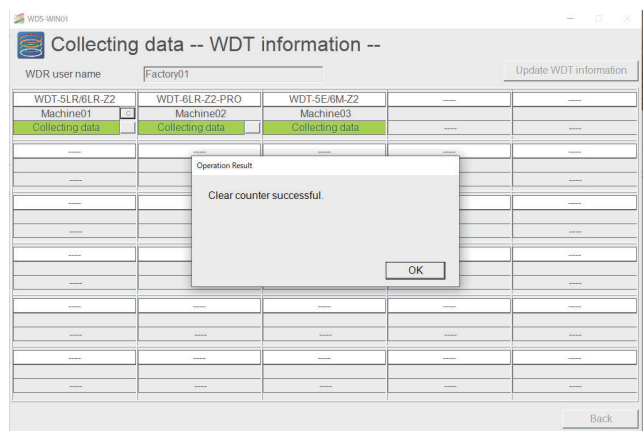 WDS-WIN01
Collecting data -- WDT information --
WDR user name Factory01 Update WDT information
WDT-5LR/6LR-Z2 WDT-6LR-Z2-PRO WDT-5E/6M-Z2 ---- ----
Machine01 C Machine02 Machine03
Collecting data Collecting data Collecting data ---- ----
---- ---- ---- ---- ----
Operation Result
---- ---- ----
Clear counter successful.
---- ---- ----
---- ---- ----
---- ---- ----
OK
---- ---- ----
---- ---- ---- ---- ----
---- ---- ---- ---- ----
---- ---- ---- ---- ----
---- ---- ---- ---- ----
Back